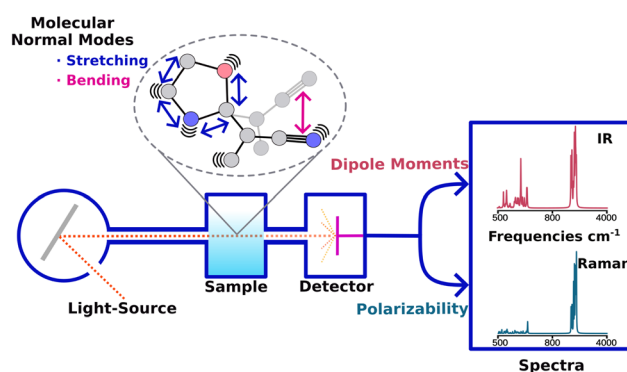 Molecular
Normal Modes
· Stretching
· Bending
Dipole Moments
IR
500 800 4000
Frequencies cm⁻¹
Light-Source
Sample
Detector
Polarizability
Raman
500 800 4000
Spectra